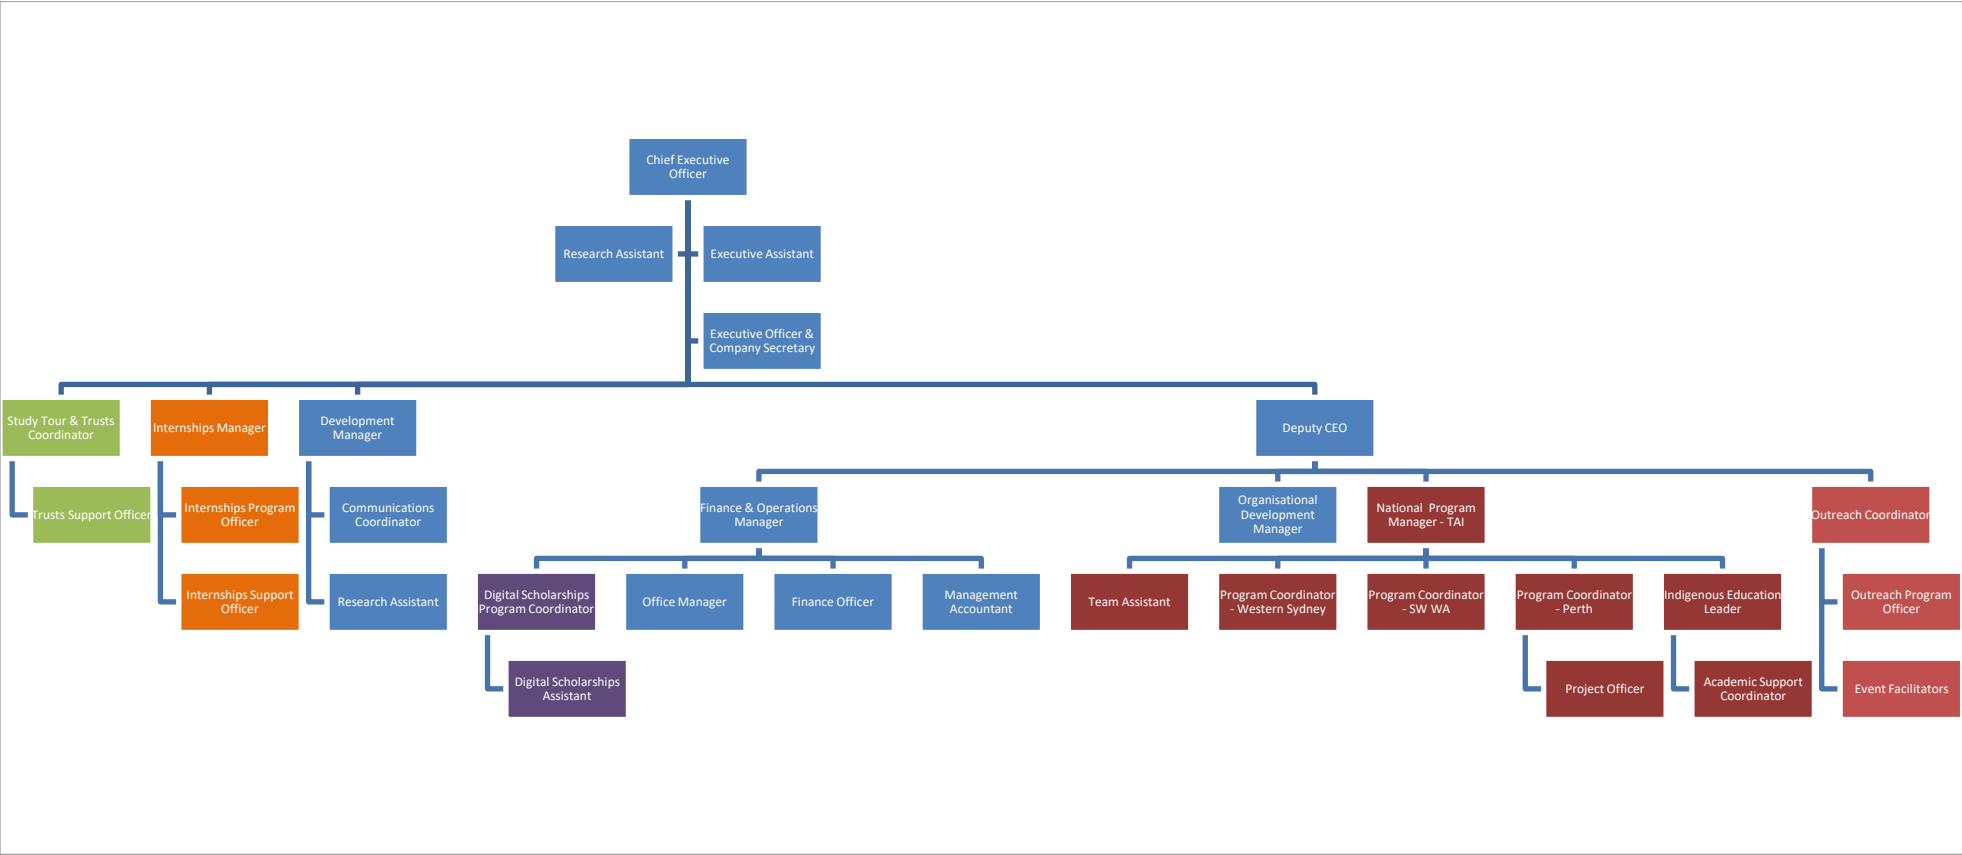 Chief Executive
Officer
Research Assistant
Executive Assistant
Executive Officer &
Company Secretary
Study Tour & Trusts
Coordinator
Internships Manager
Development
Manager
Deputy CEO
Trusts Support Officer
Internships Program
Officer
Communications
Coordinator
Finance & Operations
Manager
Organisational
Development
Manager
National Program
Manager - TAI
Outreach Coordinator
Internships Support
Officer
Research Assistant
Digital Scholarships
Program Coordinator
Office Manager
Finance Officer
Management
Accountant
Team Assistant
Program Coordinator
- Western Sydney
Program Coordinator
- SW WA
Program Coordinator
- Perth
Indigenous Education
Leader
Outreach Program
Officer
Digital Scholarships
Assistant
Project Officer
Academic Support
Coordinator
Event Facilitators